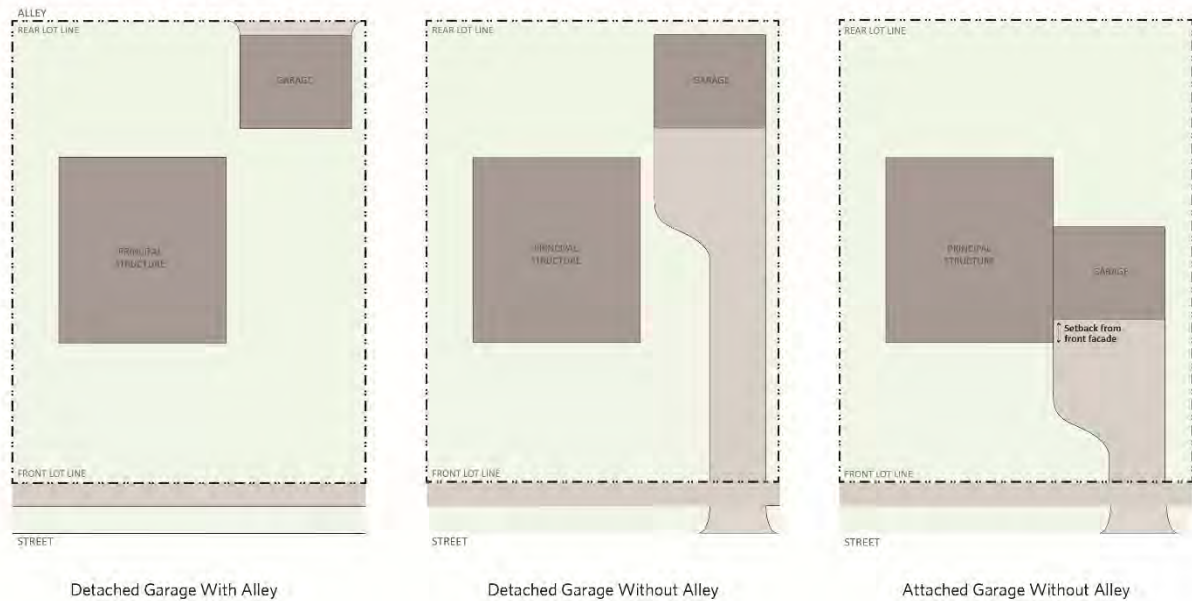 ALLEY
REAR LOT LINE
GARAGE
PRINCIPAL
STRUCTURE
FRONT LOT LINE
STREET
Detached Garage With Alley
REAR LOT LINE
GARAGE
PRINCIPAL
STRUCTURE
FRONT LOT LINE
STREET
Detached Garage Without Alley
REAR LOT LINE
PRINCIPAL
STRUCTURE
GARAGE
Setback from
front facade
FRONT LOT LINE
STREET
Attached Garage Without Alley